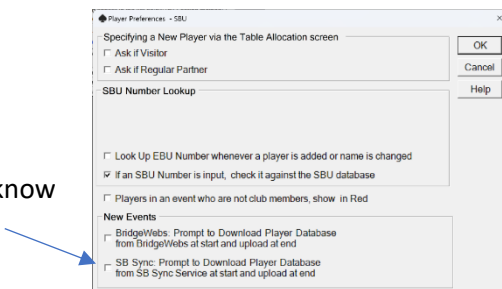 Player Preferences - SBU
Specifying a New Player via the Table Allocation screen
Ask if Visitor
Ask if Regular Partner
OK
Cancel
Help
SBU Number Lookup
Look Up EBU Number whenever a player is added or name is changed
If an SBU Number is input, check it against the SBU database
know
Players in an event who are not club members, show in Red
New Events
BridgeWebs: Prompt to Download Player Database
from BridgeWebs at start and upload at end
SB Sync: Prompt to Download Player Database
from SB Sync Service at start and upload at end